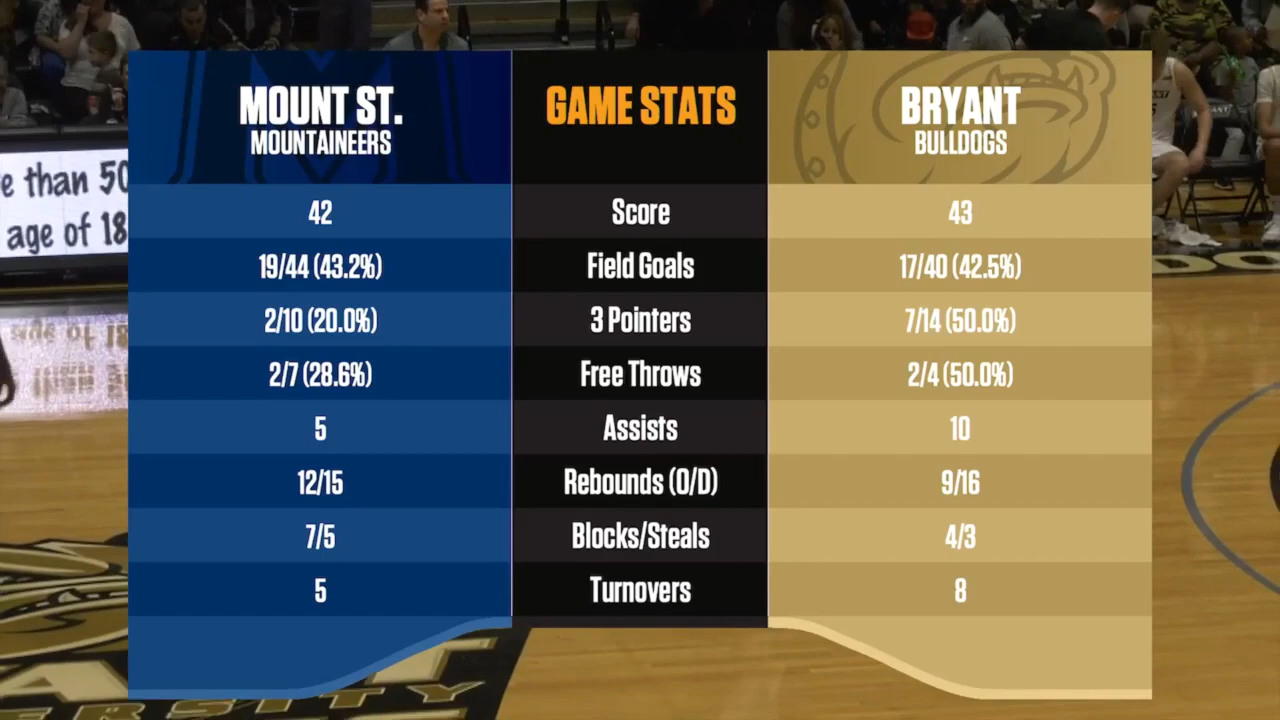 MOUNT ST.
MOUNTAINEERS
GAME STATS
BRYANT
BULLDOGS
42 Score 43
19/44 (43.2%) Field Goals 17/40 (42.5%)
2/10 (20.0%) 3 Pointers 7/14 (50.0%)
2/7 (28.6%) Free Throws 2/4 (50.0%)
5 Assists 10
12/15 Rebounds (O/D) 9/16
7/5 Blocks/Steals 4/3
5 Turnovers 8
e than 50
age of 18
ERSITY